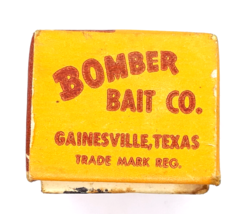 BOMBER
BAIT CO.
GAINESVILLE, TEXAS
TRADE MARK REG.